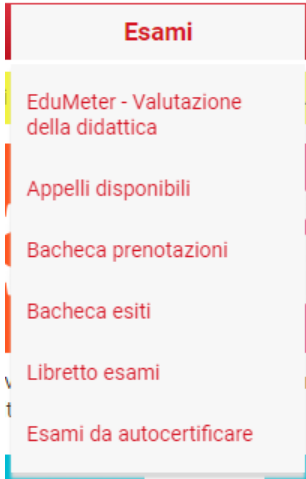 Esami
EduMeter - Valutazione
della didattica
Appelli disponibili
Bacheca prenotazioni
Bacheca esiti
Libretto esami
Esami da autocertificare